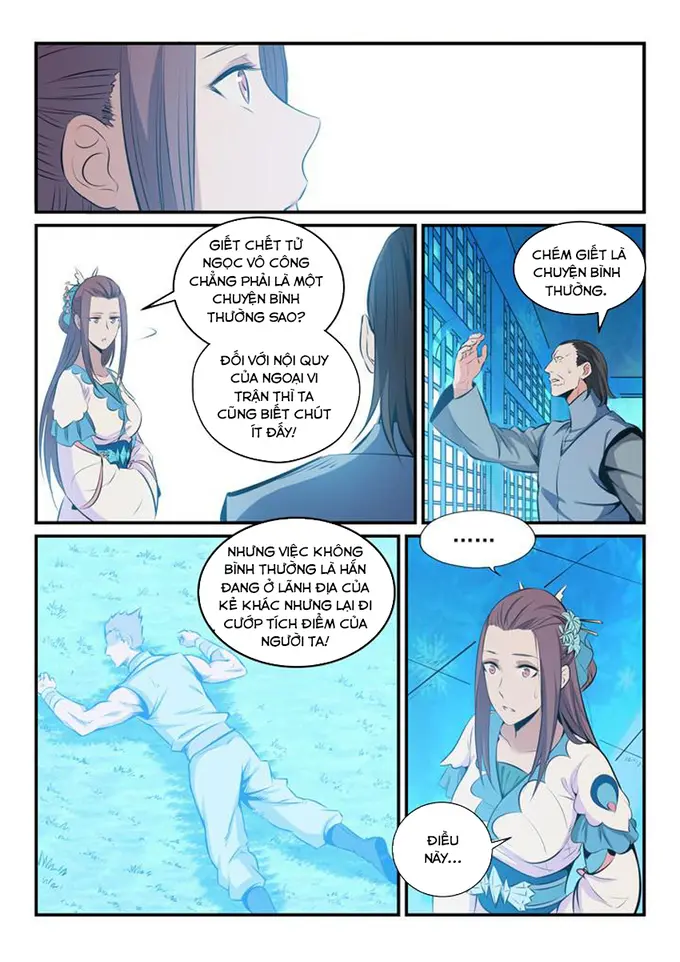 GIẾT CHẾT TỬ
NGỌC VÔ CÔNG
CHẲNG PHẢI LÀ MỘT
CHUYỆN BÌNH
THƯỜNG SAO?
ĐỐI VỚI NỘI QUY
CỦA NGOẠI VI
TRẬN THÌ TA
CŨNG BIẾT CHÚT
ÍT ĐẤY!
CHÉM GIẾT LÀ
CHUYỆN BÌNH
THƯỜNG.
NHƯNG VIỆC KHÔNG
BÌNH THƯỜNG LÀ HẮN
ĐANG Ở LÃNH ĐỊA CỦA
KẺ KHÁC NHƯNG LẠI ĐI
CƯỚP TÍCH ĐIỂM CỦA
NGƯỜI TA!
......
ĐIỀU
NÀY...